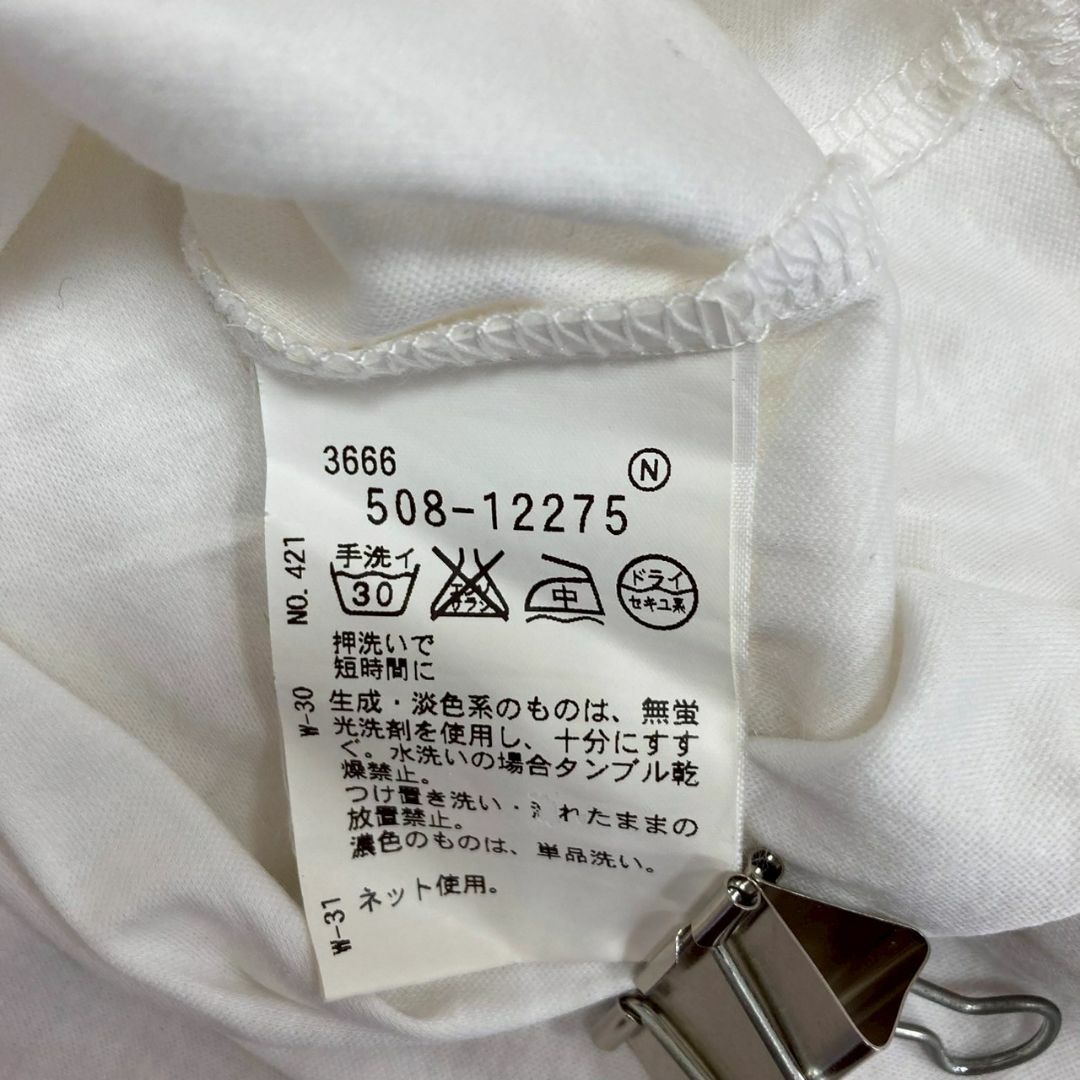 3666
N
508-12275
手洗イ
30
エンソ
サラシ
中
ドライ
セキユ系
NO. 421
押洗いで
短時間に
W-30
生成・淡色系のものは、無蛍
光洗剤を使用し、十分にすす
ぐ。水洗いの場合タンブル乾
燥禁止。
つけ置き洗い・れたままの
放置禁止。
濃色のものは、単品洗い。
W-31
ネット使用。